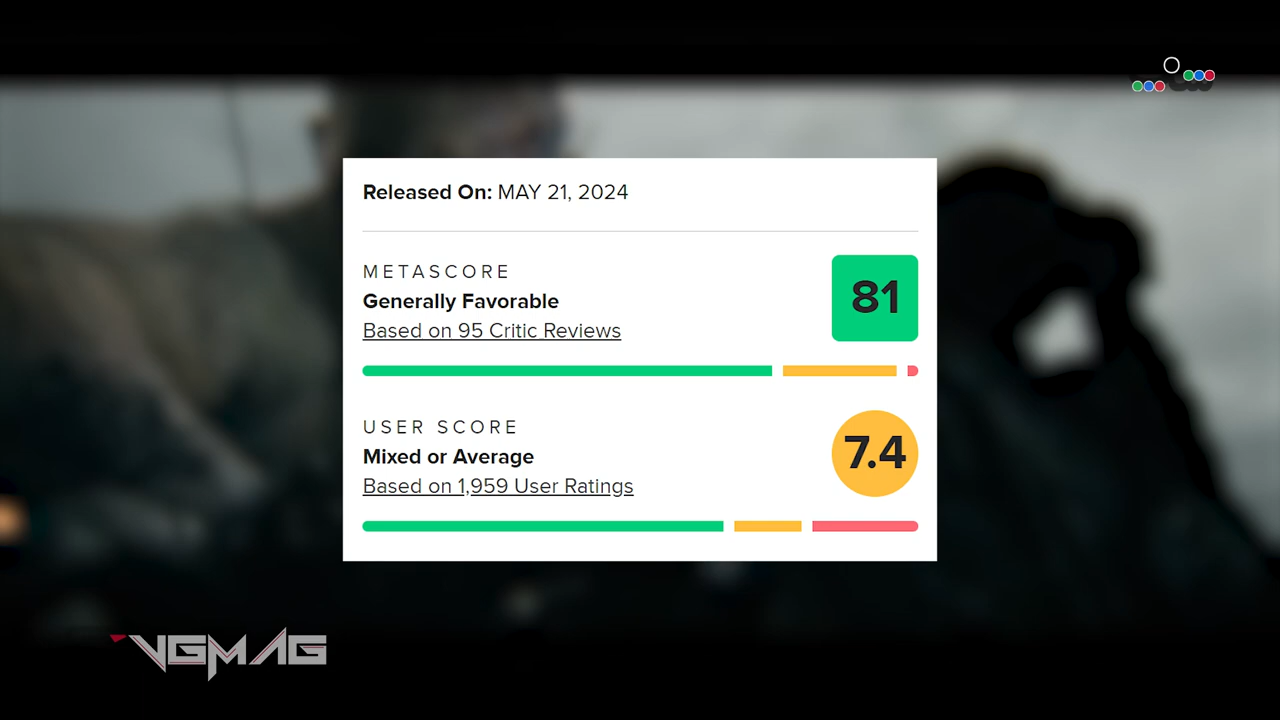 Released On: MAY 21, 2024
METASCORE
Generally Favorable
81
Based on 95 Critic Reviews
USER SCORE
Mixed or Average
7.4
Based on 1,959 User Ratings
VGMAG